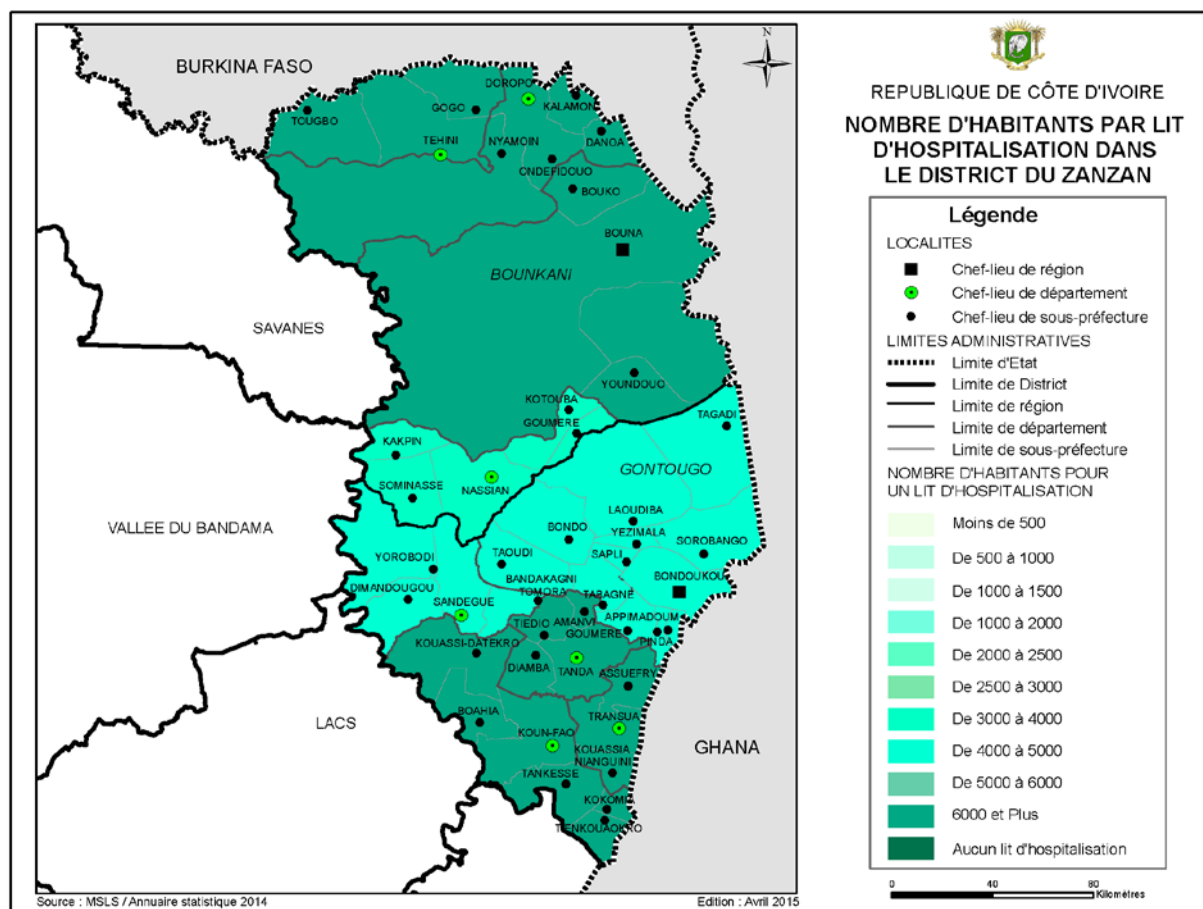 BURKINA FASO
N
DOROPO
KALAMON
GOGO
TOUGBO
DANOA
TEHINI
NYAMOIN
ONDEFIDOUO
BOUKO
BOUNA
BOUNKANI
SAVANES
YOUNDOUO
KOTOUBA
GOUMERE
TAGADI
KAKPIN
GONTOUGO
NASSIAN
SOMINASSE
LAOUDIBA
VALLEE DU BANDAMA
BONDO
YEZIMALA
SOROBANGO
YOROBODI
TAOUDI
SAPLI
BANDAKAGNI
TOMORA
BONDOUKOU
DIMANDOUGOU
SANDEGUE
TABAGNE
AMANVI
APPIMADOUM
TIEDIO
GOUMERE
PINDA
KOUASSI-DATEKRO
DIAMBA
TANDA
ASSUEFRY
BOAHIA
TRANSUA
LACS
KOUN-FAO
KOUASSIA
NIANGUINI
GHANA
TANKESSE
KOKOMIA
TIENKOUAOKRO
Source : MSLS / Annuaire statistique 2014
Edition : Avril 2015
REPUBLIQUE DE CÔTE D'IVOIRE
NOMBRE D'HABITANTS PAR LIT
D'HOSPITALISATION DANS
LE DISTRICT DU ZANZAN
Légende
LOCALITES
Chef-lieu de région
Chef-lieu de département
Chef-lieu de sous-préfecture
LIMITES ADMINISTRATIVES
Limite d'Etat
Limite de District
Limite de région
Limite de département
Limite de sous-préfecture
NOMBRE D'HABITANTS POUR
UN LIT D'HOSPITALISATION
Moins de 500
De 500 à 1000
De 1000 à 1500
De 1000 à 2000
De 2000 à 2500
De 2500 à 3000
De 3000 à 4000
De 4000 à 5000
De 5000 à 6000
6000 et Plus
Aucun lit d'hospitalisation
0 40 80
Kilomètres